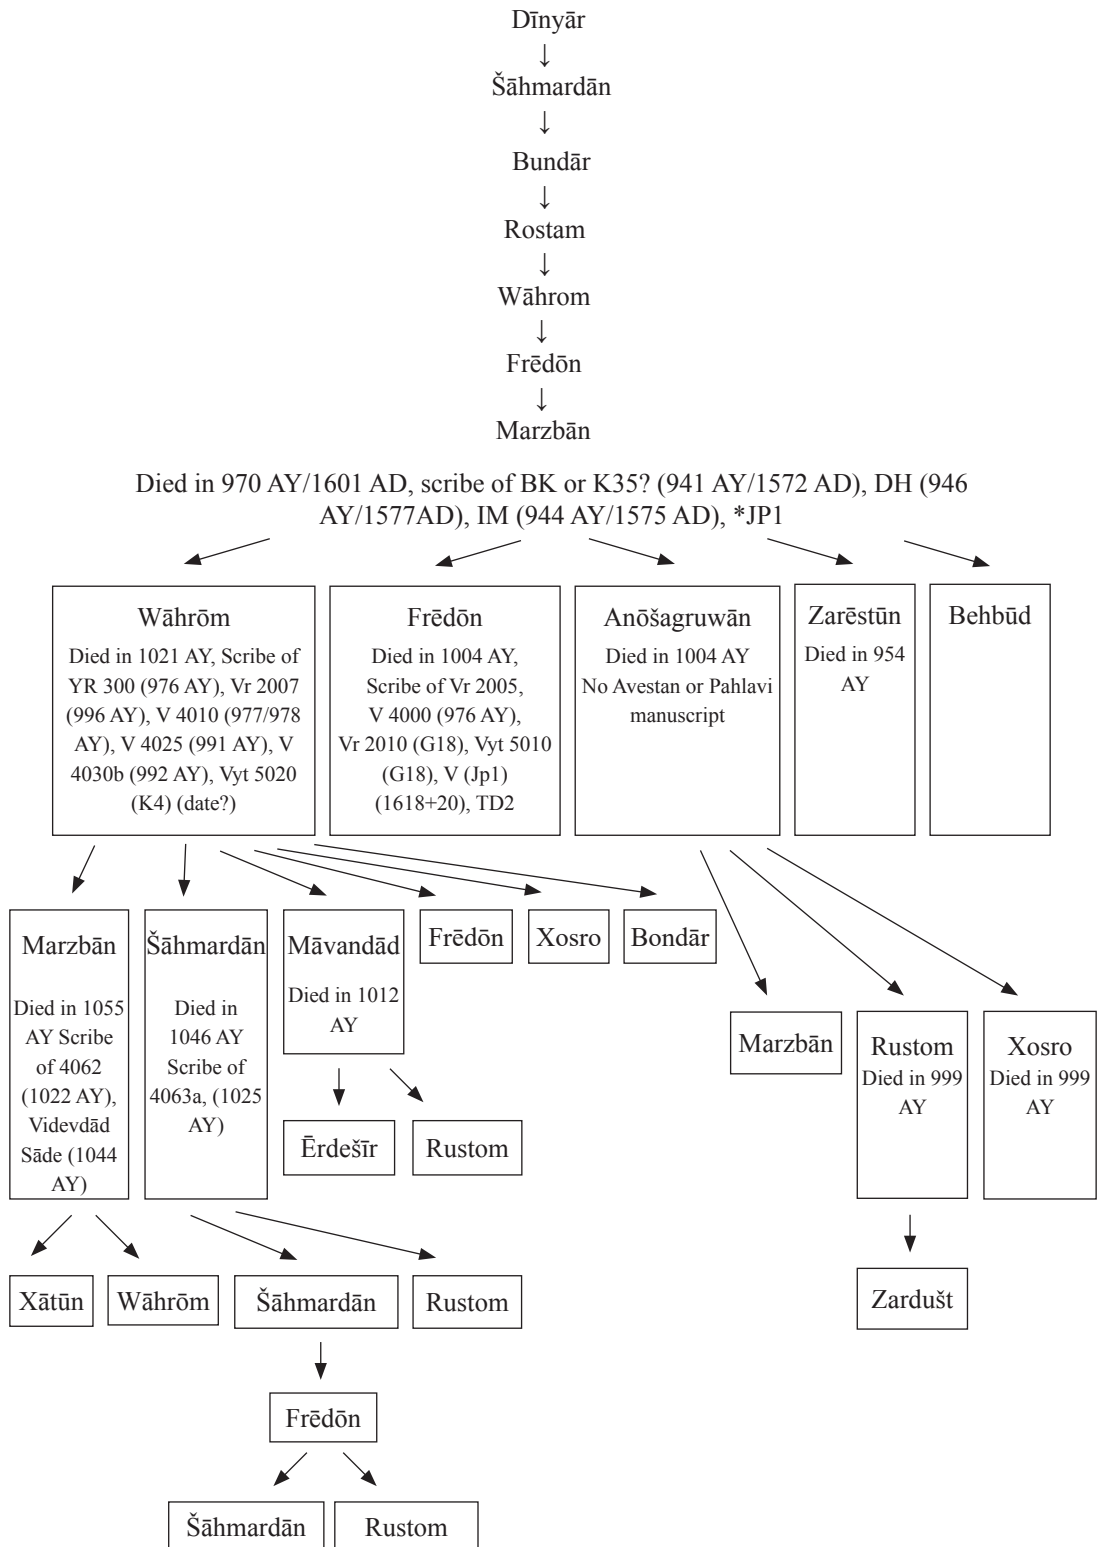 Dīnyār
↓
Šāhmardān
↓
Bundār
↓
Rostam
↓
Wāhrom
↓
Frēdōn
↓
Marzbān
Died in 970 AY/1601 AD, scribe of BK or K35? (941 AY/1572 AD), DH (946
AY/1577AD), IM (944 AY/1575 AD), *JP1
Wāhrōm
Died in 1021 AY, Scribe of
YR 300 (976 AY), Vr 2007
(996 AY), V 4010 (977/978
AY), V 4025 (991 AY), V
4030b (992 AY), Vyt 5020
(K4) (date?)
Frēdōn
Died in 1004 AY,
Scribe of Vr 2005,
V 4000 (976 AY),
Vr 2010 (G18), Vyt 5010
(G18), V (Jp1)
(1618+20), TD2
Anōšagruwān
Died in 1004 AY
No Avestan or Pahlavi
manuscript
Zarēstūn
Died in 954
AY
Behbūd
Marzbān
Died in 1055
AY Scribe
of 4062
(1022 AY),
Videvdād
Sāde (1044
AY)
Šāhmardān
Died in
1046 AY
Scribe of
4063a, (1025
AY)
Māvandād
Died in 1012
AY
Frēdōn
Xosro
Bondār
Marzbān
Rustom
Died in 999
AY
Xosro
Died in 999
AY
Ērdešīr
Rustom
Xātūn
Wāhrōm
Šāhmardān
Rustom
Zardušt
Frēdōn
Šāhmardān
Rustom